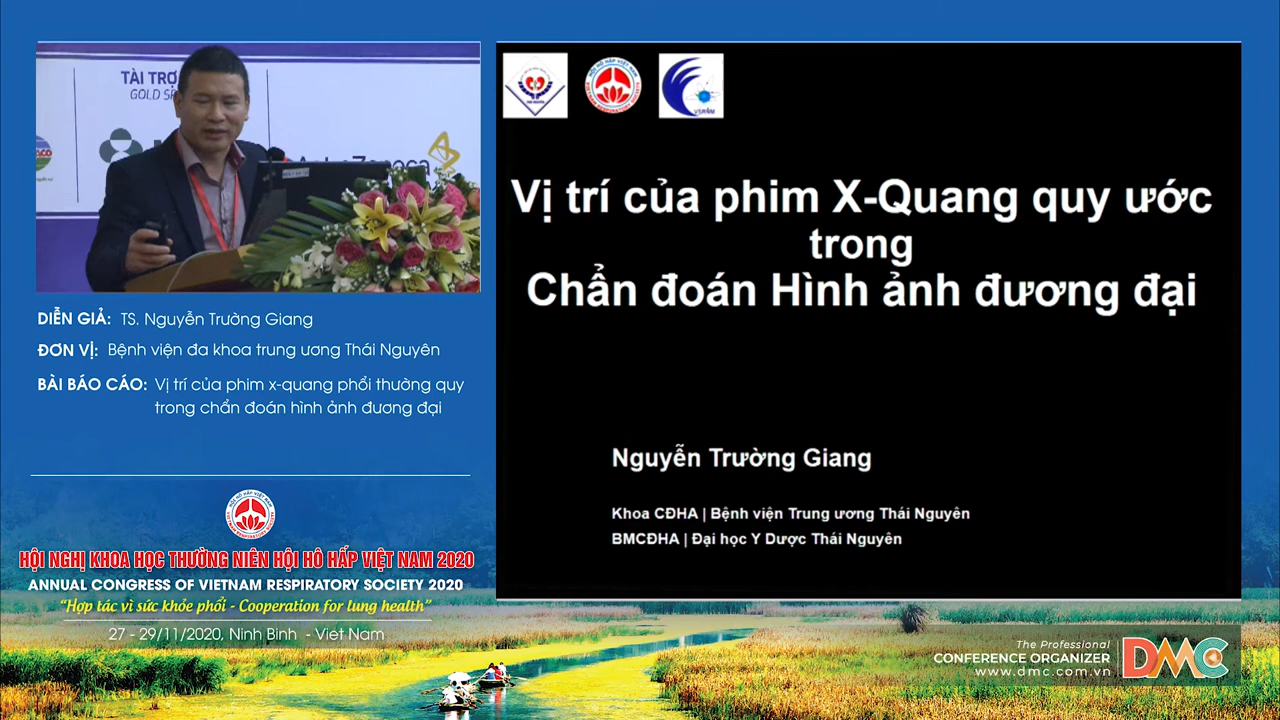 TÀI TRỢ
GOLD
Vị trí của phim X-Quang quy ước
trong
Chẩn đoán Hình ảnh đương đại
Nguyễn Trường Giang
Khoa CĐHA | Bệnh viện Trung ương Thái Nguyên
BMCĐHA | Đại học Y Dược Thái Nguyên
DIỄN GIẢ: TS. Nguyễn Trường Giang
ĐƠN VỊ: Bệnh viện đa khoa trung ương Thái Nguyên
BÀI BÁO CÁO: Vị trí của phim x-quang phổi thường quy
trong chẩn đoán hình ảnh đương đại
HỘI NGHỊ KHOA HỌC THƯỜNG NIÊN HỘI HÔ HẤP VIỆT NAM 2020
ANNUAL CONGRESS OF VIETNAM RESPIRATORY SOCIETY 2020
“Hợp tác vì sức khỏe phổi - Cooperation for lung health”
27 - 29/11/2020, Ninh Binh - Viet Nam
The Professional
CONFERENCE ORGANIZER
www.dmc.com.vn
DMC